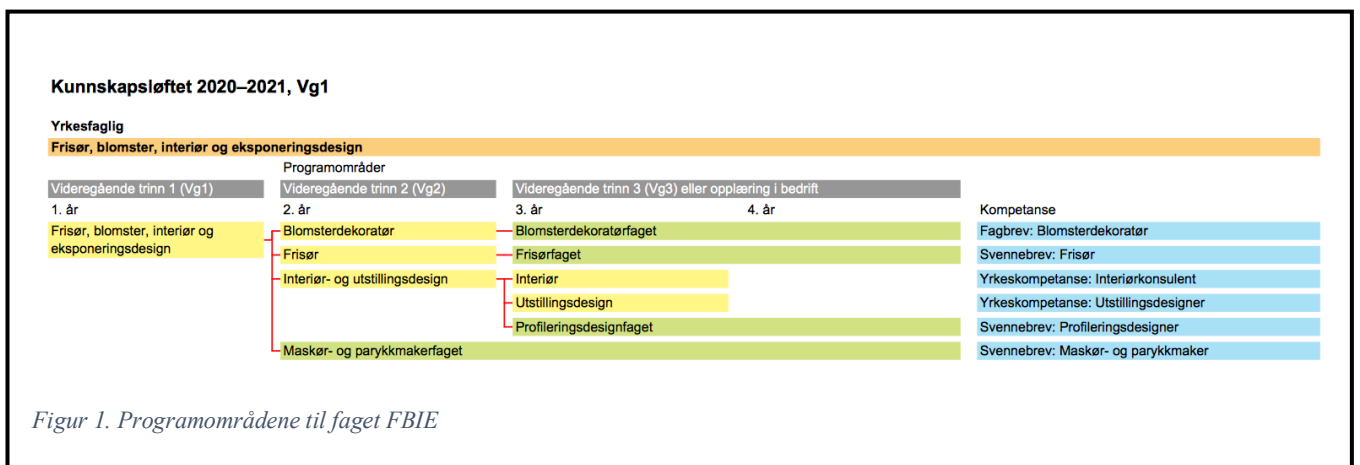 Kunnskapsløftet 2020–2021, Vg1
Yrkesfaglig
Frisør, blomster, interiør og eksponeringsdesign
Programområder
Videregående trinn 1 (Vg1) Videregående trinn 2 (Vg2) Videregående trinn 3 (Vg3) eller opplæring i bedrift
1. år 2. år 3. år 4. år Kompetanse
Frisør, blomster, interiør og Blomsterdekoratør Blomsterdekoratørfaget Fagbrev: Blomsterdekoratør
eksponeringsdesign
Frisør Frisørfaget Svennebrev: Frisør
Interiør- og utstillingsdesign Interiør Yrkeskompetanse: Interiørkonsulent
Utstillingsdesign Yrkeskompetanse: Utstillingsdesigner
Profileringsdesignfaget Svennebrev: Profileringsdesigner
Maskør- og parykkmakerfaget Svennebrev: Maskør- og parykkmaker
Figur 1. Programområdene til faget FBIE